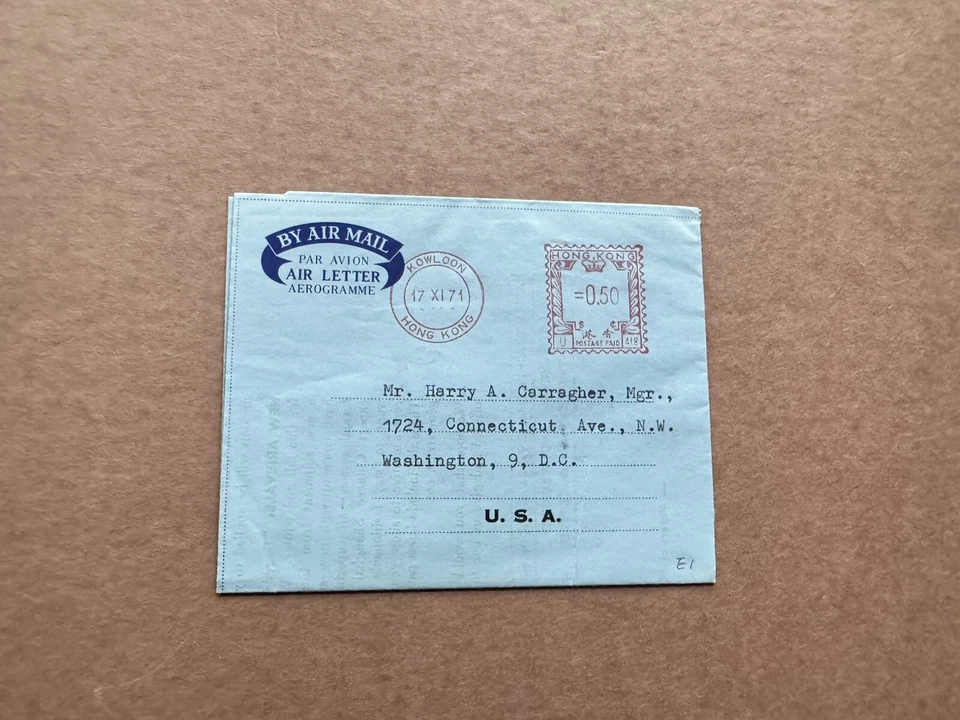 BY AIR MAIL
PAR AVION
AIR LETTER
AEROGRAMME
KOWLOON
17 XI 71
HONG KONG
HONG KONG
=0.50
$ ¢
港 香
U POSTAGE PAID A18
Mr. Harry A. Carragher, Mgr.,
1724, Connecticut Ave., N.W.
Washington, 9, D.C.
U. S. A.
E1